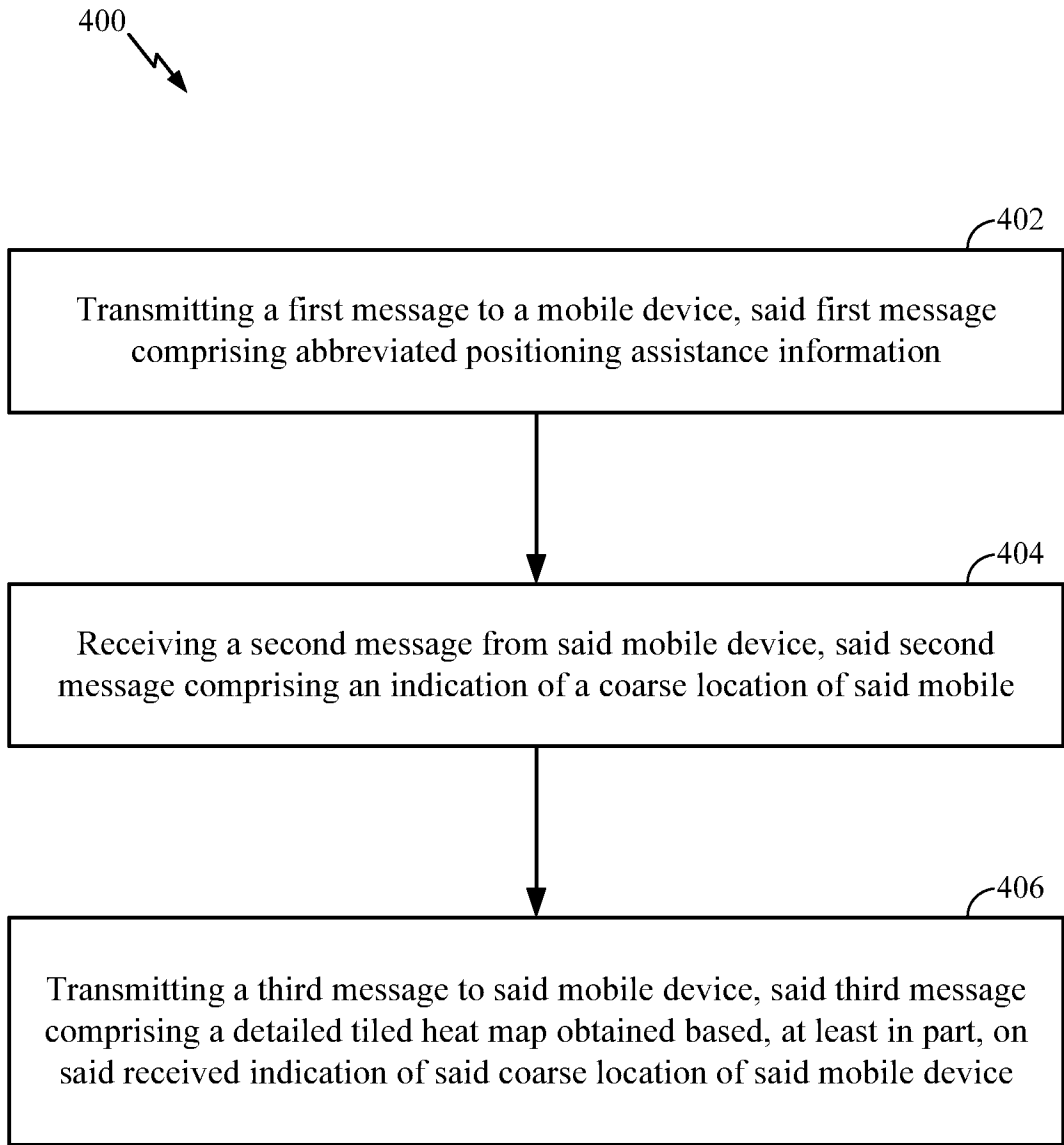 400
402
Transmitting a first message to a mobile device, said first message
comprising abbreviated positioning assistance information
404
Receiving a second message from said mobile device, said second
message comprising an indication of a coarse location of said mobile
406
Transmitting a third message to said mobile device, said third message
comprising a detailed tiled heat map obtained based, at least in part, on
said received indication of said coarse location of said mobile device